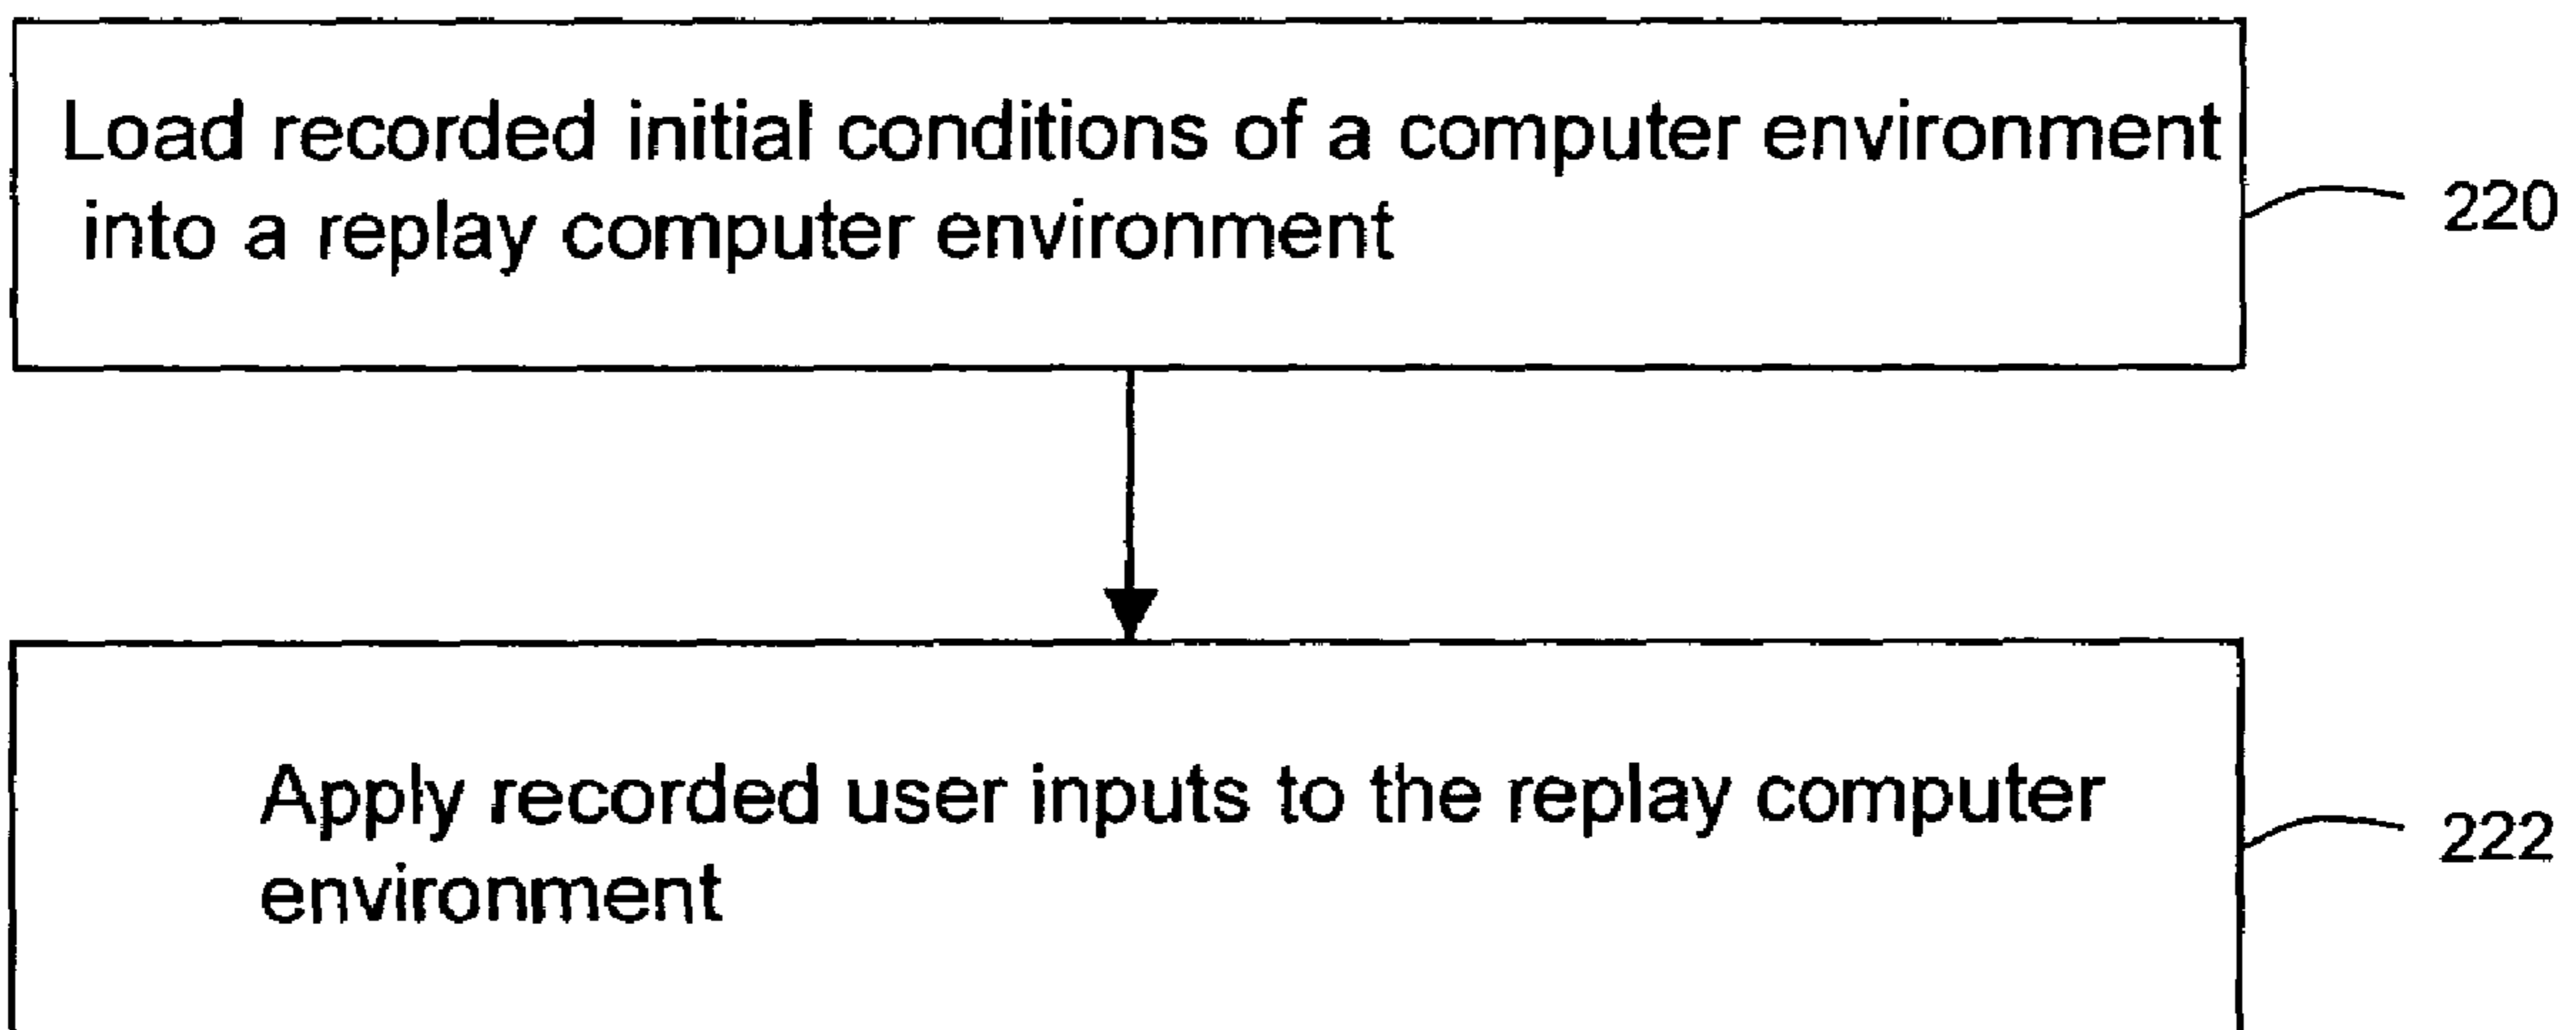 Load recorded initial conditions of a computer environment
into a replay computer environment
220
Apply recorded user inputs to the replay computer
environment
222